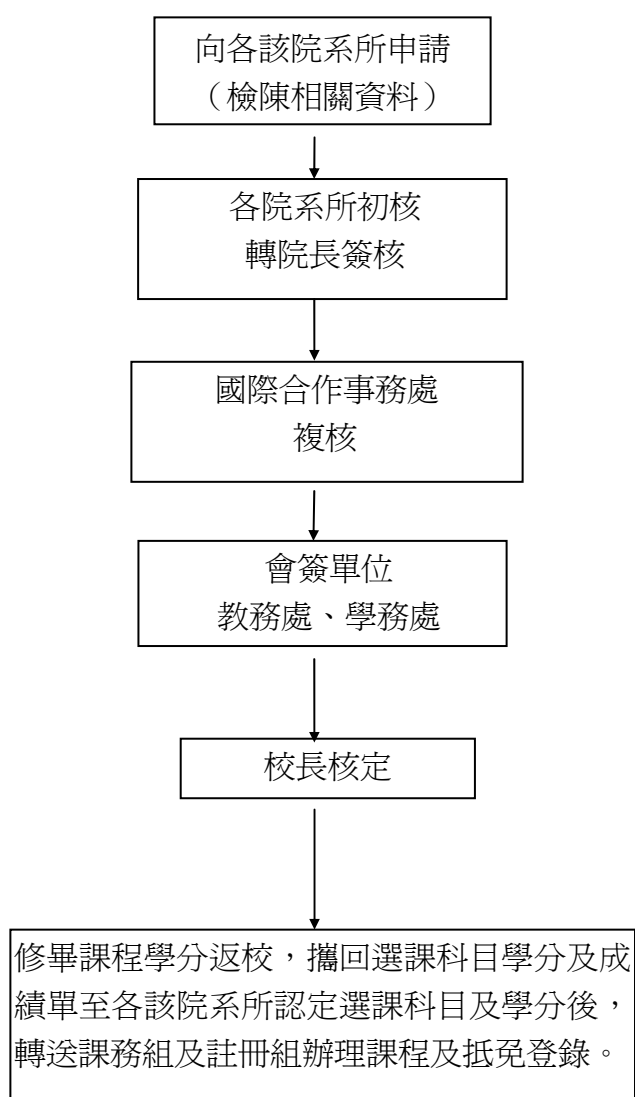 向各該院系所申請
（檢陳相關資料）
各院系所初核
轉院長簽核
國際合作事務處
複核
會簽單位
教務處、學務處
校長核定
修畢課程學分返校，攜回選課科目學分及成
績單至各該院系所認定選課科目及學分後，
轉送課務組及註冊組辦理課程及抵免登錄。